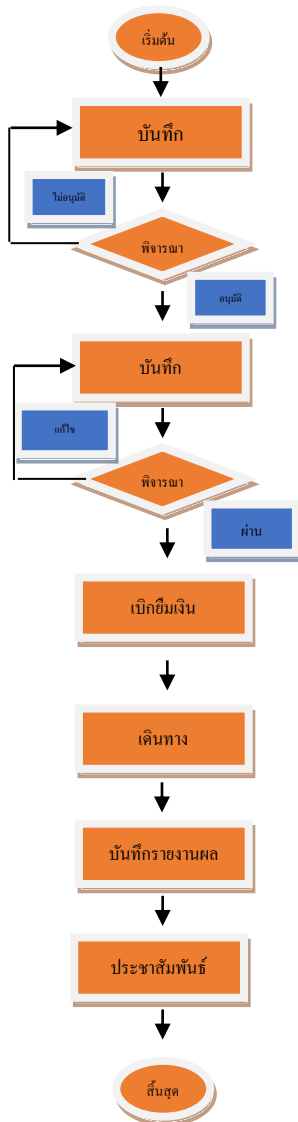 เริ่มต้น
บันทึก
ไม่อนุมัติ
พิจารณา
อนุมัติ
บันทึก
แก้ไข
พิจารณา
ผ่าน
เบิกยืมเงิน
เดินทาง
บันทึกรายงานผล
ประชาสัมพันธ์
สิ้นสุด